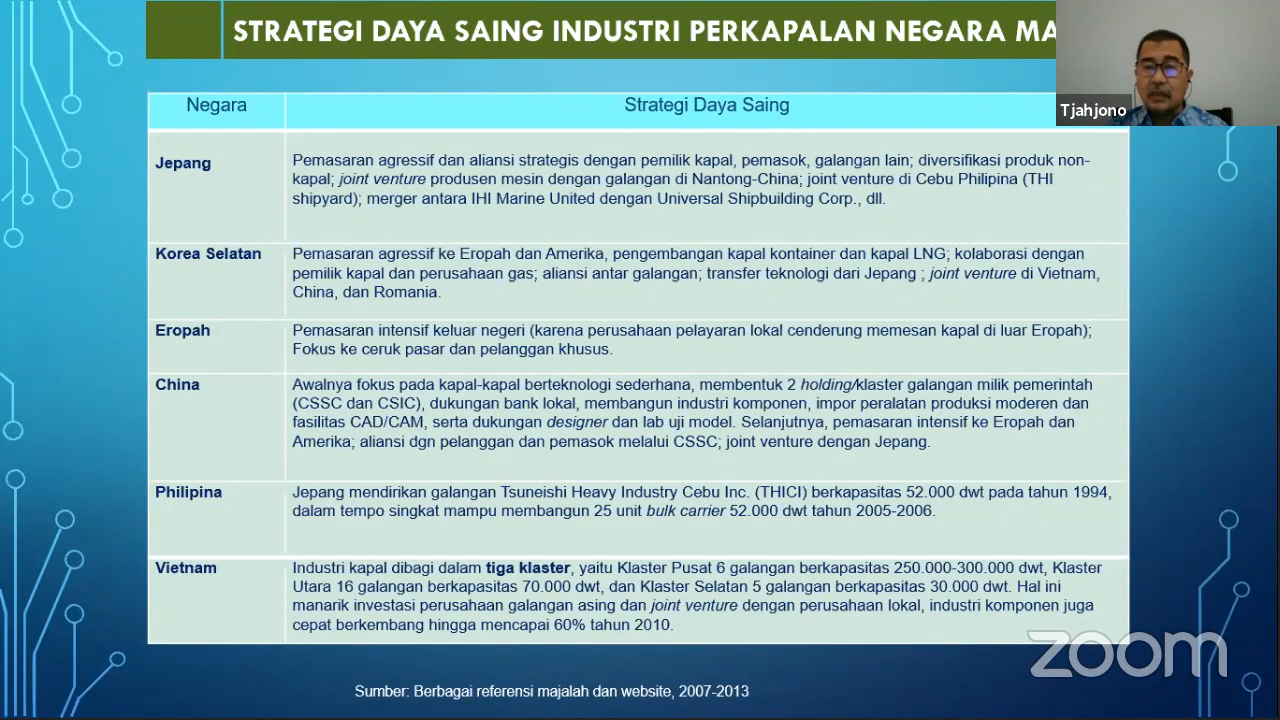 STRATEGI DAYA SAING INDUSTRI PERKAPALAN NEGARA MA
Tjahjono
Negara Strategi Daya Saing
Jepang
Pemasaran agressif dan aliansi strategis dengan pemilik kapal, pemasok, galangan lain; diversifikasi produk non-
kapal; joint venture produsen mesin dengan galangan di Nantong-China; joint venture di Cebu Philipina (THI
shipyard); merger antara IHI Marine United dengan Universal Shipbuilding Corp., dll.
Korea Selatan
Pemasaran agressif ke Eropah dan Amerika, pengembangan kapal kontainer dan kapal LNG; kolaborasi dengan
pemilik kapal dan perusahaan gas; aliansi antar galangan; transfer teknologi dari Jepang ; joint venture di Vietnam,
China, dan Romania.
Eropah
Pemasaran intensif keluar negeri (karena perusahaan pelayaran lokal cenderung memesan kapal di luar Eropah);
Fokus ke ceruk pasar dan pelanggan khusus.
China
Awalnya fokus pada kapal-kapal berteknologi sederhana, membentuk 2 holding/klaster galangan milik pemerintah
(CSSC dan CSIC), dukungan bank lokal, membangun industri komponen, impor peralatan produksi moderen dan
fasilitas CAD/CAM, serta dukungan designer dan lab uji model. Selanjutnya, pemasaran intensif ke Eropah dan
Amerika; aliansi dgn pelanggan dan pemasok melalui CSSC; joint venture dengan Jepang.
Philipina
Jepang mendirikan galangan Tsuneishi Heavy Industry Cebu Inc. (THICI) berkapasitas 52.000 dwt pada tahun 1994,
dalam tempo singkat mampu membangun 25 unit bulk carrier 52.000 dwt tahun 2005-2006.
Vietnam
Industri kapal dibagi dalam tiga klaster, yaitu Klaster Pusat 6 galangan berkapasitas 250.000-300.000 dwt, Klaster
Utara 16 galangan berkapasitas 70.000 dwt, dan Klaster Selatan 5 galangan berkapasitas 30.000 dwt. Hal ini
manarik investasi perusahaan galangan asing dan joint venture dengan perusahaan lokal, industri komponen juga
cepat berkembang hingga mencapai 60% tahun 2010.
zoom
Sumber: Berbagai referensi majalah dan website, 2007-2013